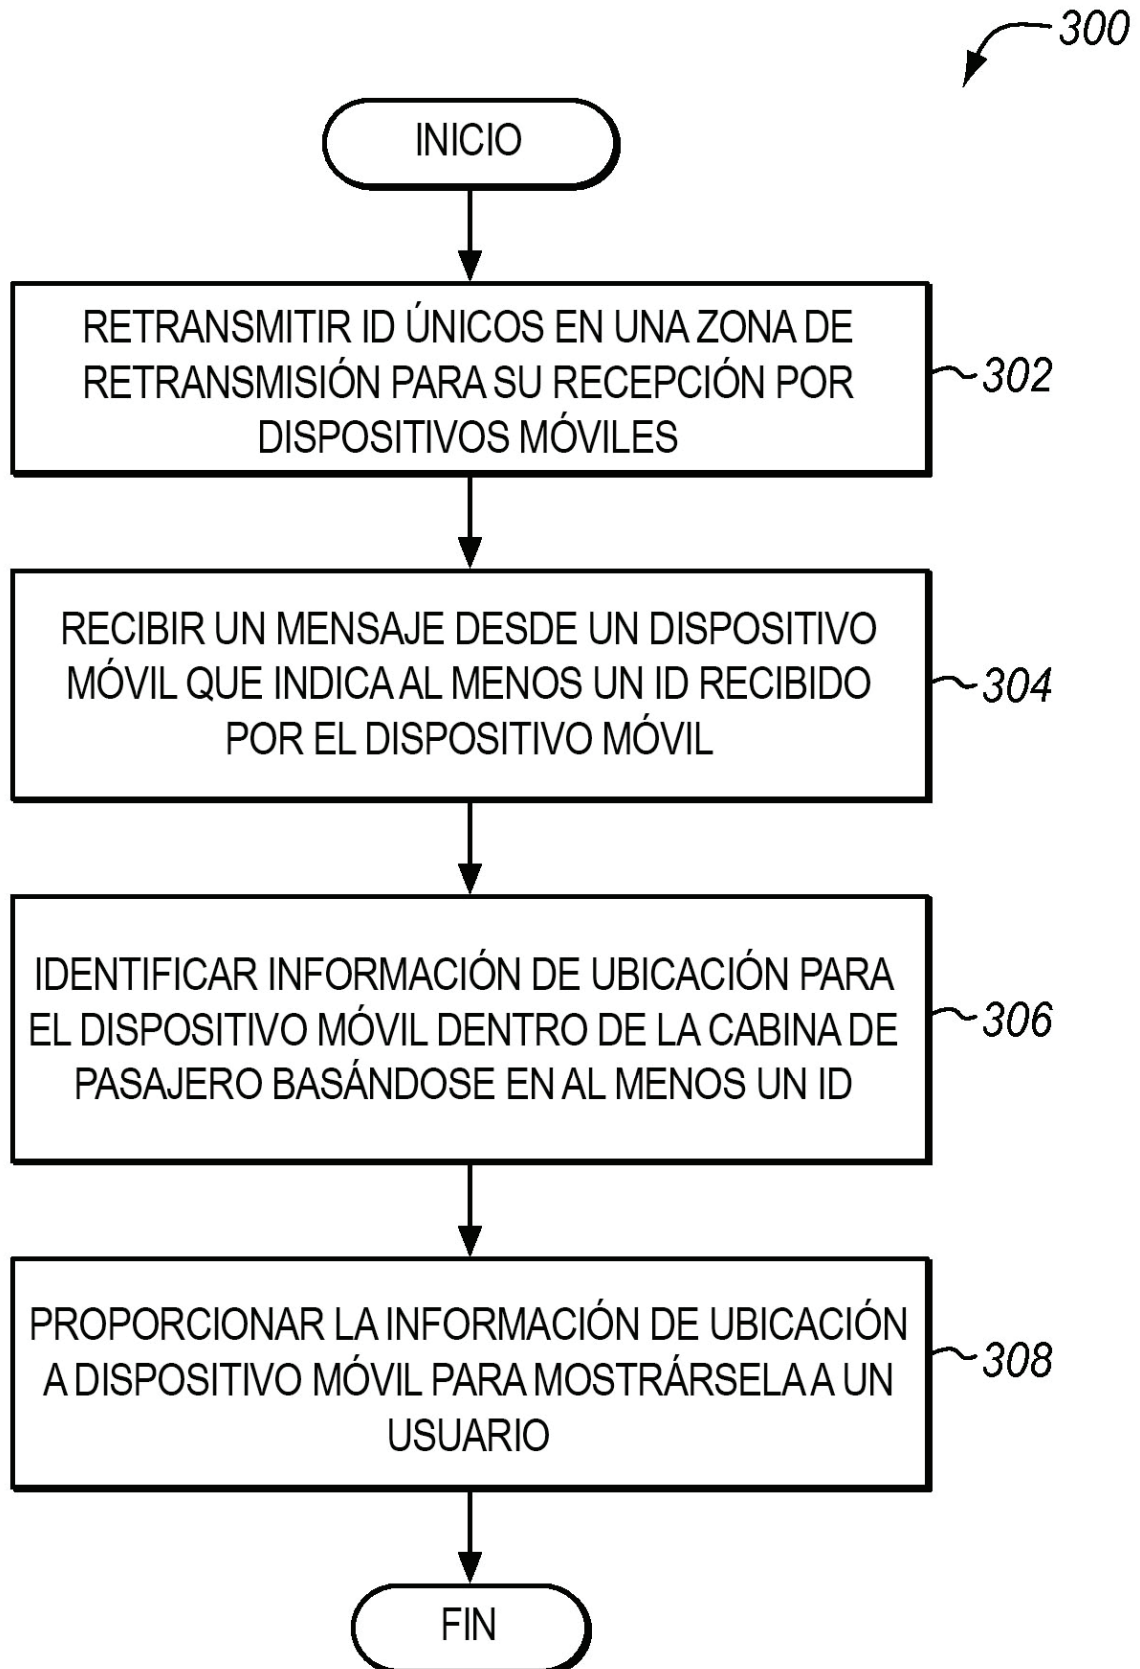 300
INICIO
RETRANSMITIR ID ÚNICOS EN UNA ZONA DE
RETRANSMISIÓN PARA SU RECEPCIÓN POR
DISPOSITIVOS MÓVILES
302
RECIBIR UN MENSAJE DESDE UN DISPOSITIVO
MÓVIL QUE INDICA AL MENOS UN ID RECIBIDO
POR EL DISPOSITIVO MÓVIL
304
IDENTIFICAR INFORMACIÓN DE UBICACIÓN PARA
EL DISPOSITIVO MÓVIL DENTRO DE LA CABINA DE
PASAJERO BASÁNDOSE EN AL MENOS UN ID
306
PROPORCIONAR LA INFORMACIÓN DE UBICACIÓN
A DISPOSITIVO MÓVIL PARA MOSTRÁRSELA A UN
USUARIO
308
FIN